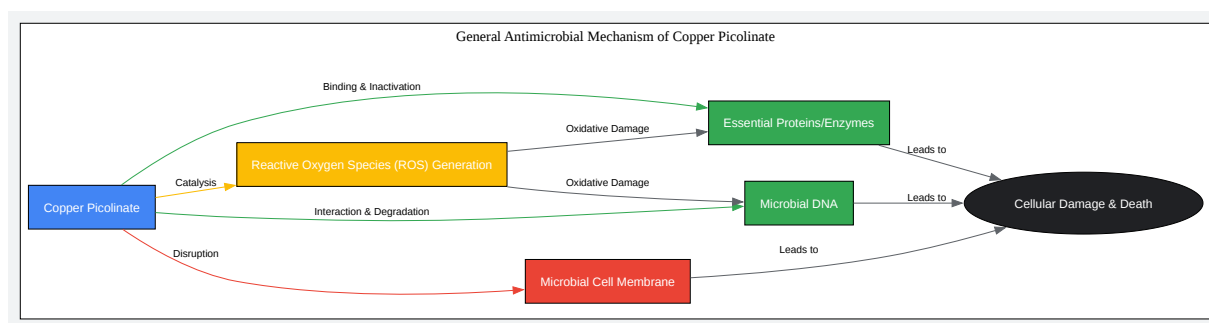 General Antimicrobial Mechanism of Copper Picolinate
Binding & Inactivation
Essential Proteins/Enzymes
Oxidative Damage
Leads to
Reactive Oxygen Species (ROS) Generation
Catalysis
Oxidative Damage
Leads to
Copper Picolinate
Interaction & Degradation
Microbial DNA
Cellular Damage & Death
Disruption
Leads to
Microbial Cell Membrane